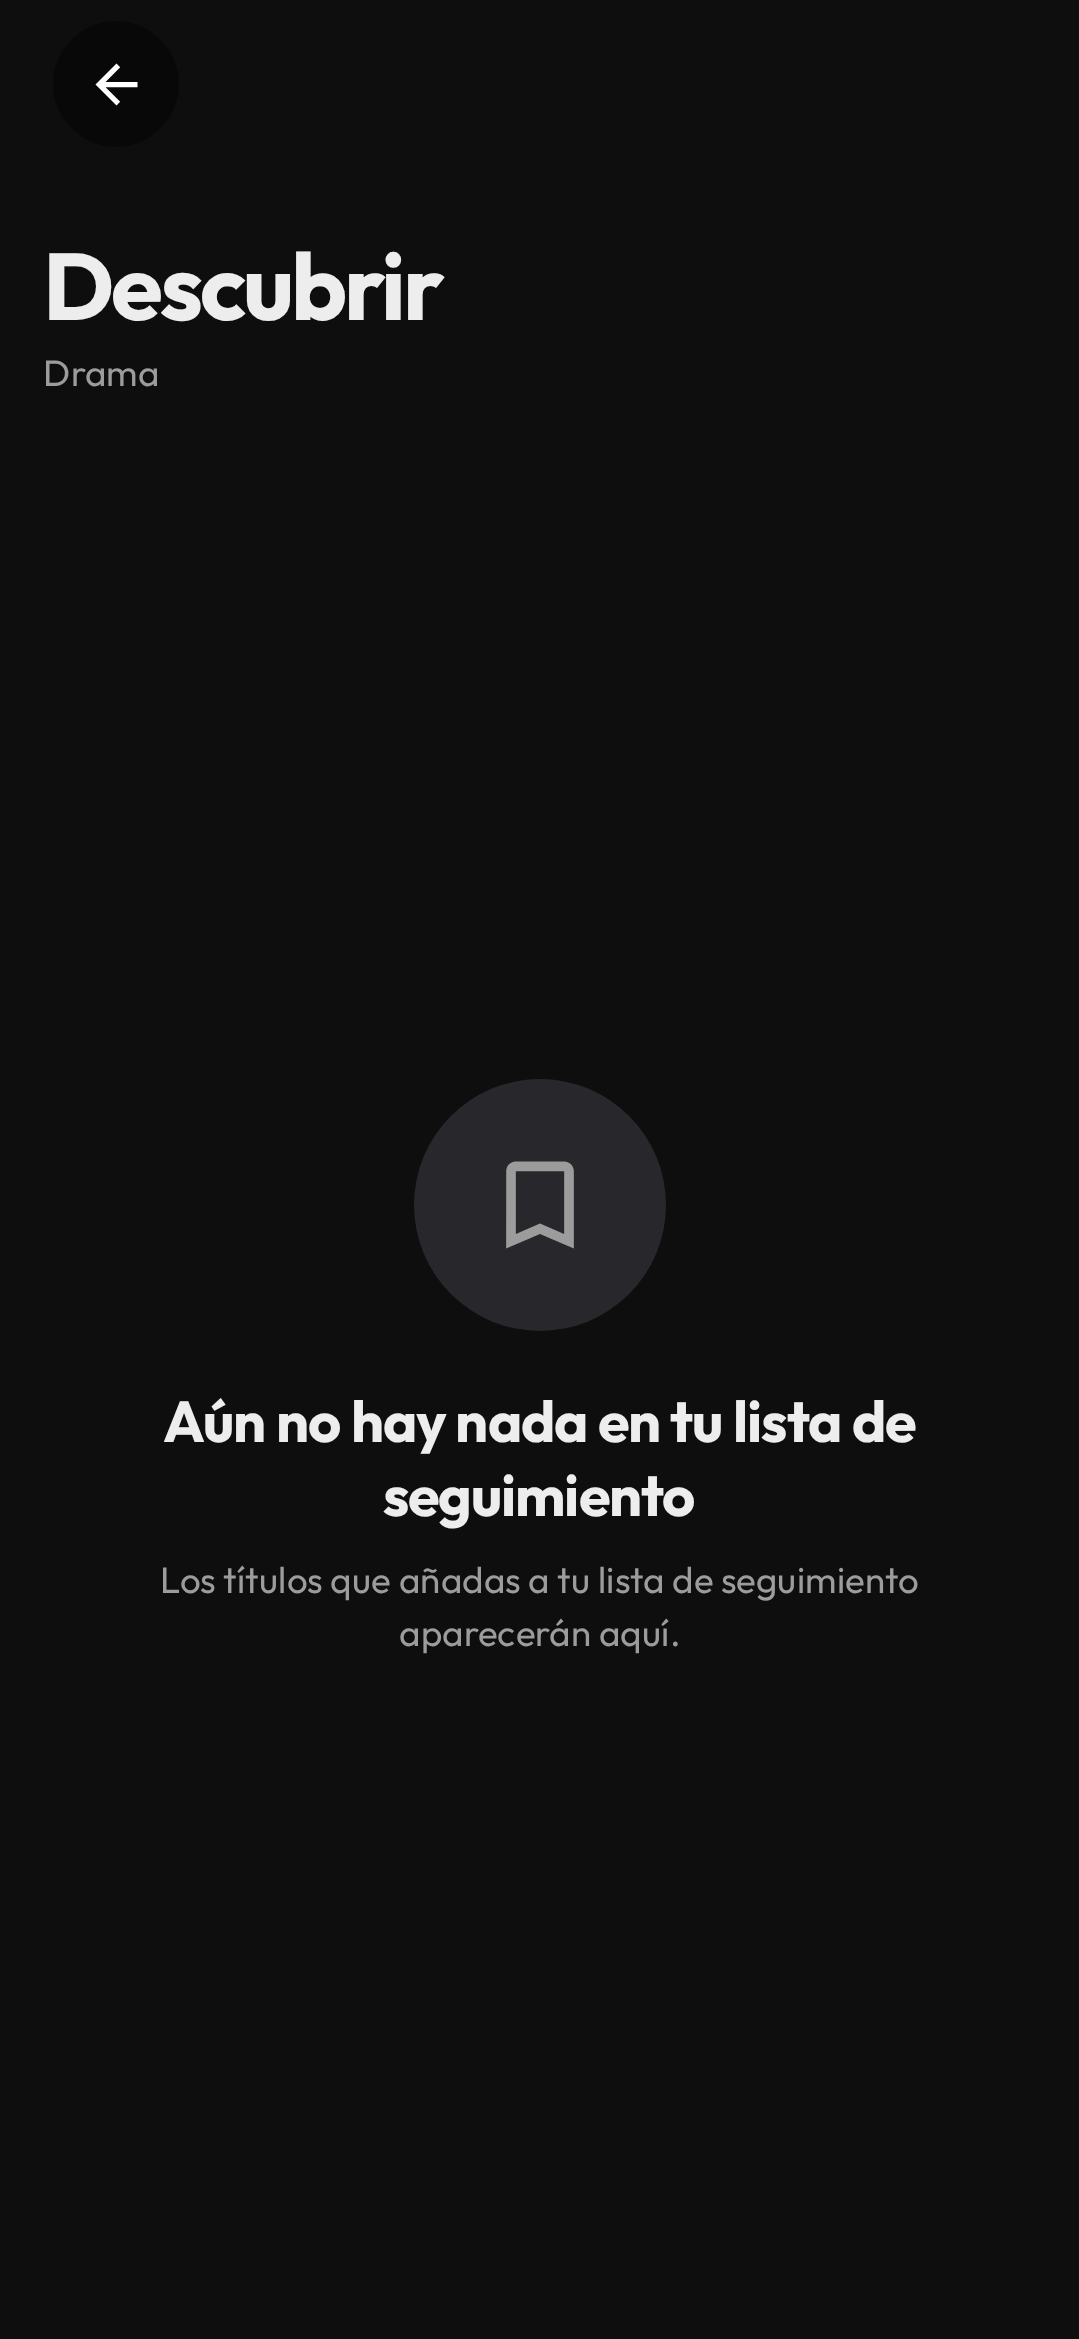 Descubrir
Drama
Aún no hay nada en tu lista de
seguimiento
Los títulos que añadas a tu lista de seguimiento
aparecerán aquí.